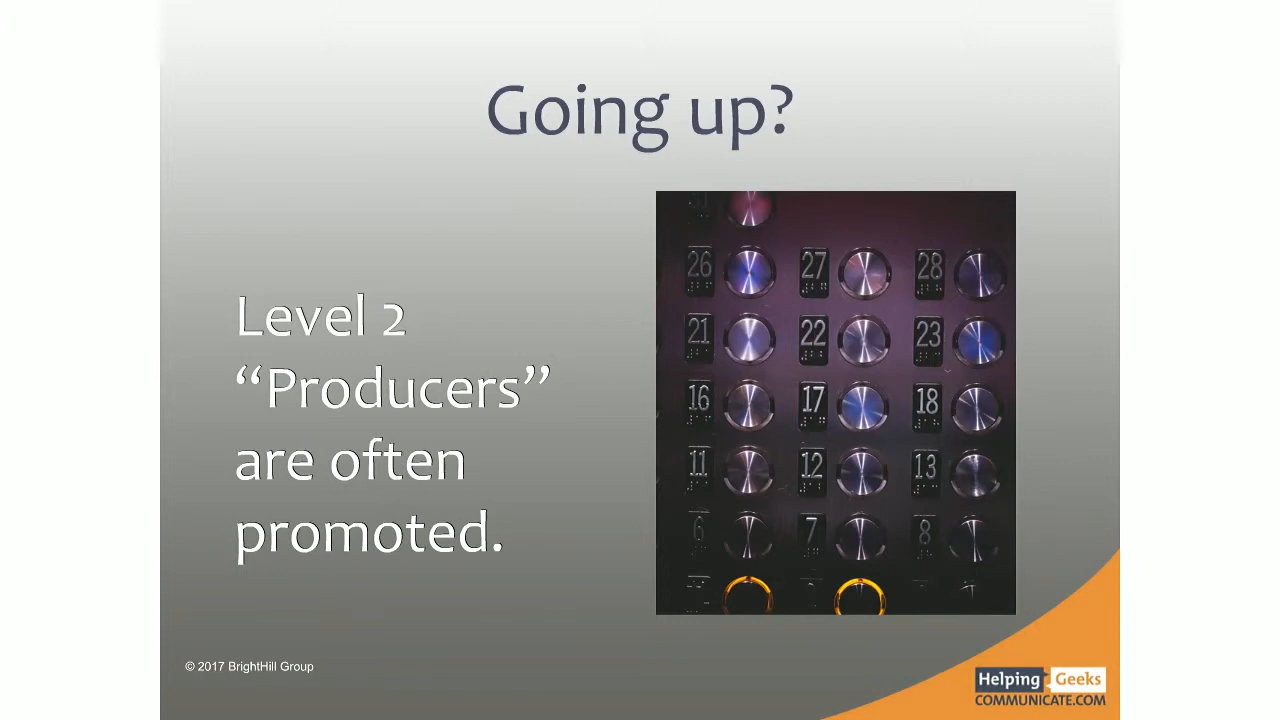 Going up?
Level 2
“Producers”
are often
promoted.
26 27 28
21 22 23
16 17 18
11 12 13
6 7 8
© 2017 BrightHill Group
Helping Geeks
COMMUNICATE.COM